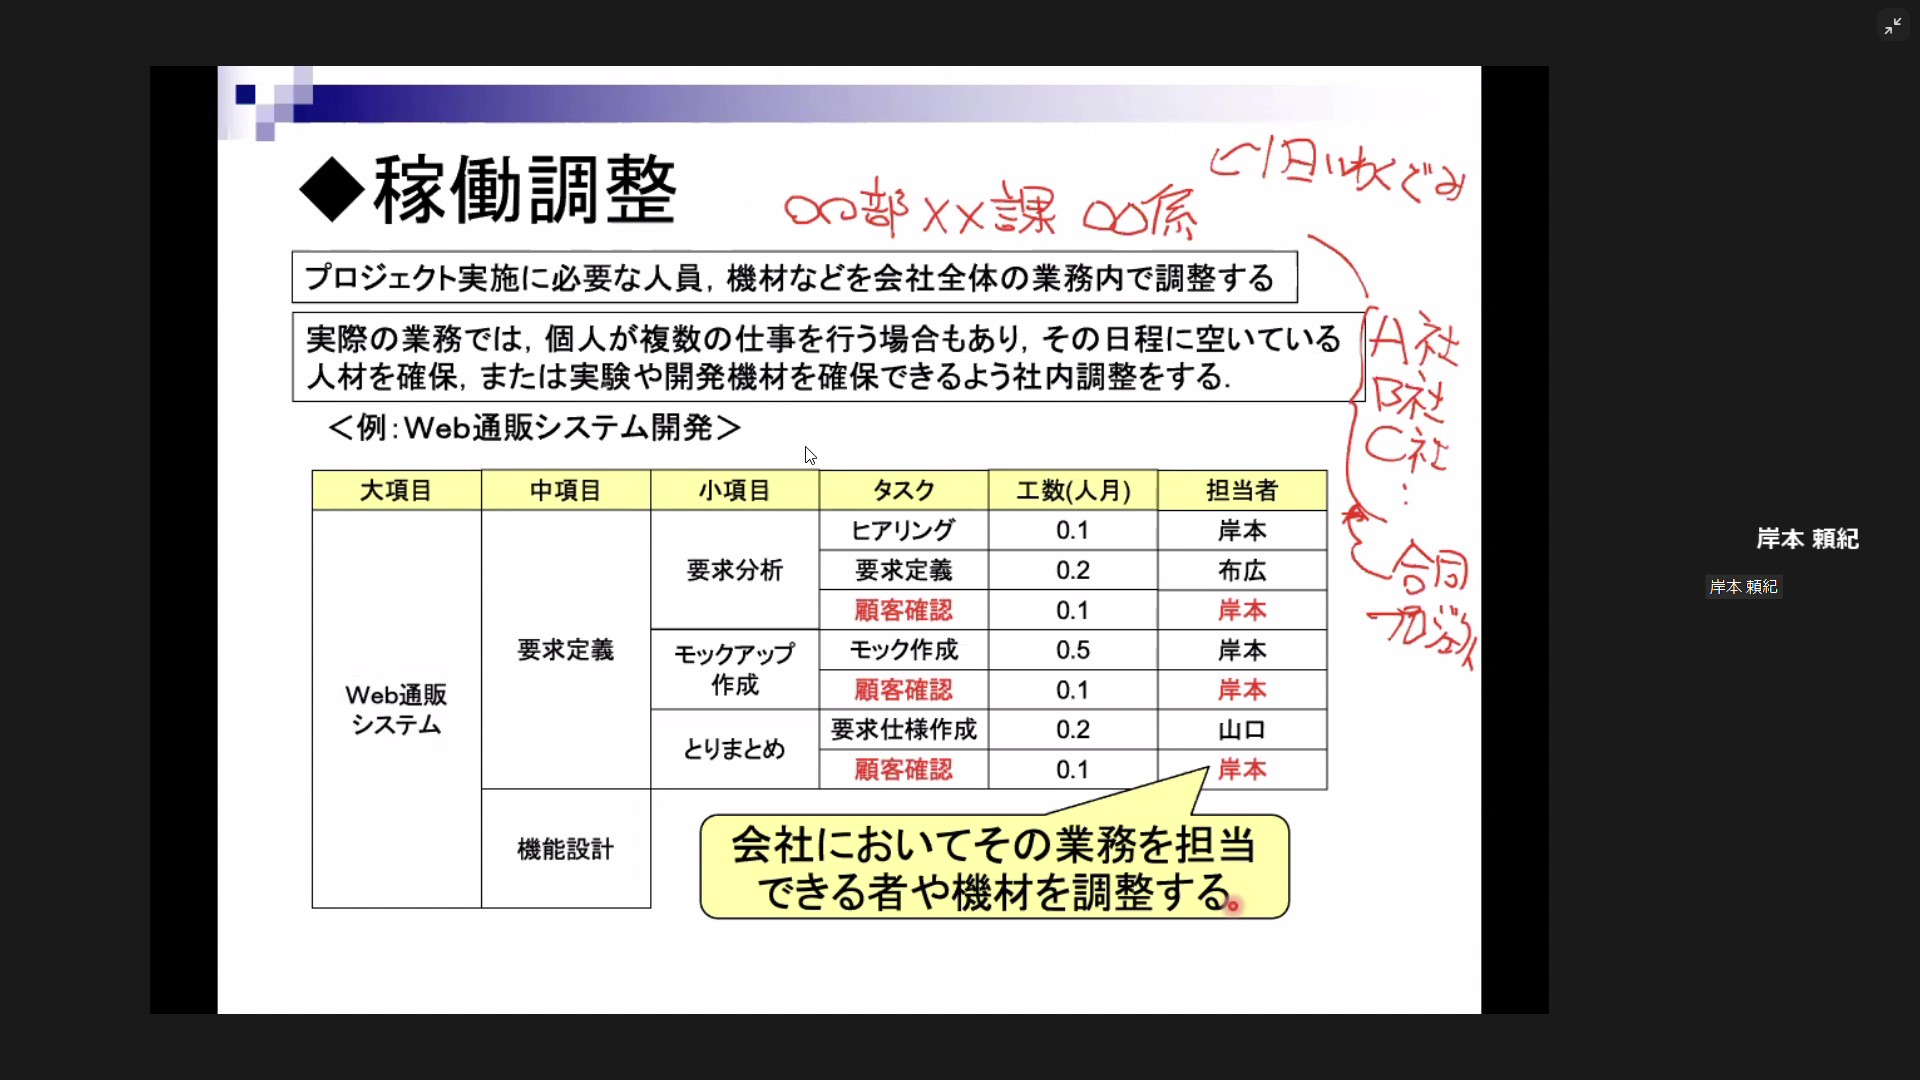 ◆稼働調整
○○部××課 ○○係
プロジェクト実施に必要な人員，機材などを会社全体の業務内で調整する
実際の業務では，個人が複数の仕事を行う場合もあり，その日程に空いている
人材を確保，または実験や開発機材を確保できるよう社内調整をする．
A社
B社
C社
：
合同
プロジェクト
＜例：Web通販システム開発＞
大項目 中項目 小項目 タスク 工数(人月) 担当者
Web通販
システム
要求定義
要求分析
ヒアリング 0.1 岸本
要求定義 0.2 布広
顧客確認 0.1 岸本
モックアップ
作成
モック作成 0.5 岸本
顧客確認 0.1 岸本
とりまとめ
要求仕様作成 0.2 山口
顧客確認 0.1 岸本
機能設計
会社においてその業務を担当
できる者や機材を調整する。
岸本 頼紀
岸本 頼紀